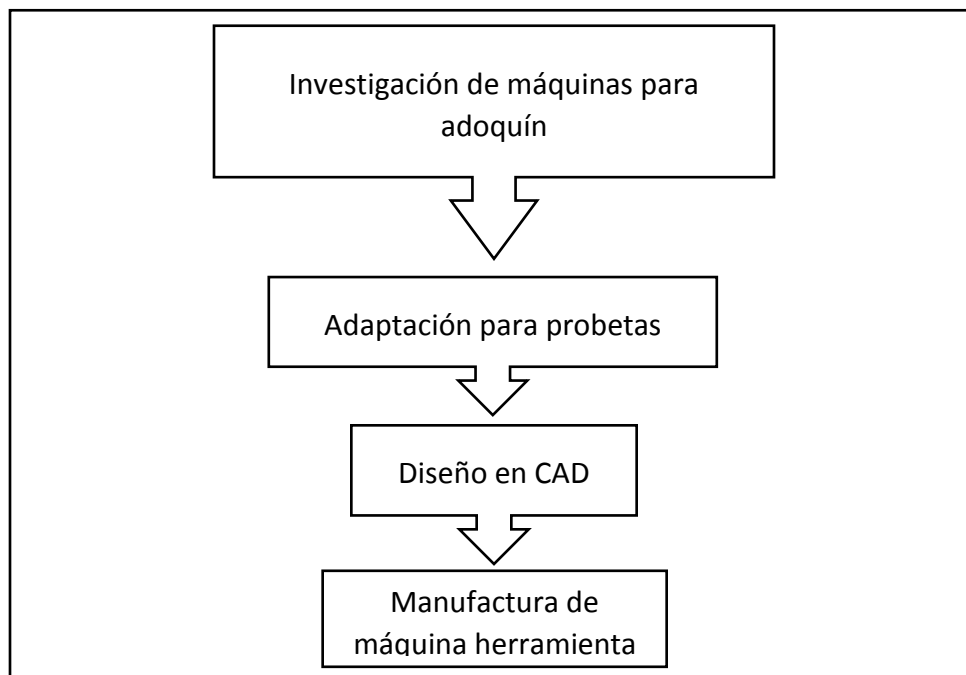 Investigación de máquinas para
adoquín
Adaptación para probetas
Diseño en CAD
Manufactura de
máquina herramienta